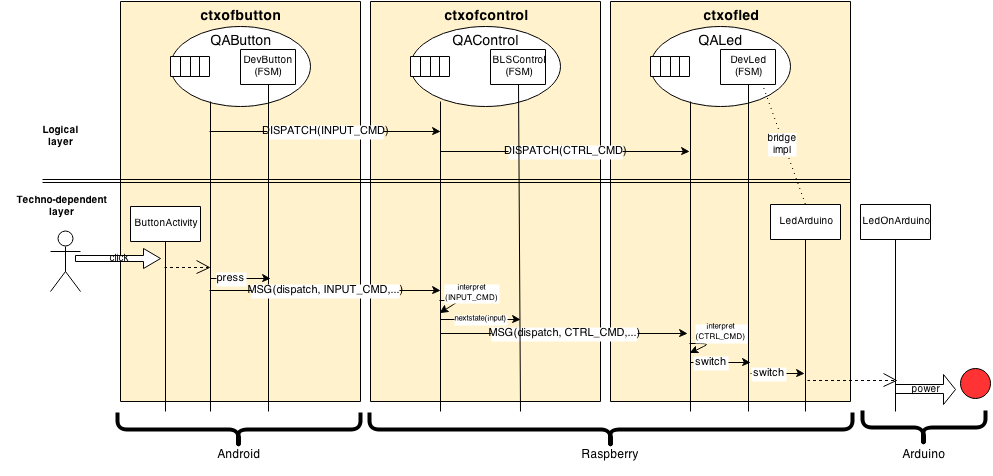 ctxofbutton
ctxofcontrol
ctxofled
QAButton
QAControl
QALed
DevButton
(FSM)
BLSControl
(FSM)
DevLed
(FSM)
Logical
layer
DISPATCH(INPUT_CMD)
DISPATCH(CTRL_CMD)
bridge
impl
Techno-dependent
layer
ButtonActivity
LedArduino
LedOnArduino
click
press
MSG(dispatch, INPUT_CMD,...)
interpret
(INPUT_CMD)
nextstate(input)
MSG(dispatch, CTRL_CMD,...)
interpret
(CTRL_CMD)
switch
switch
power
Android
Raspberry
Arduino